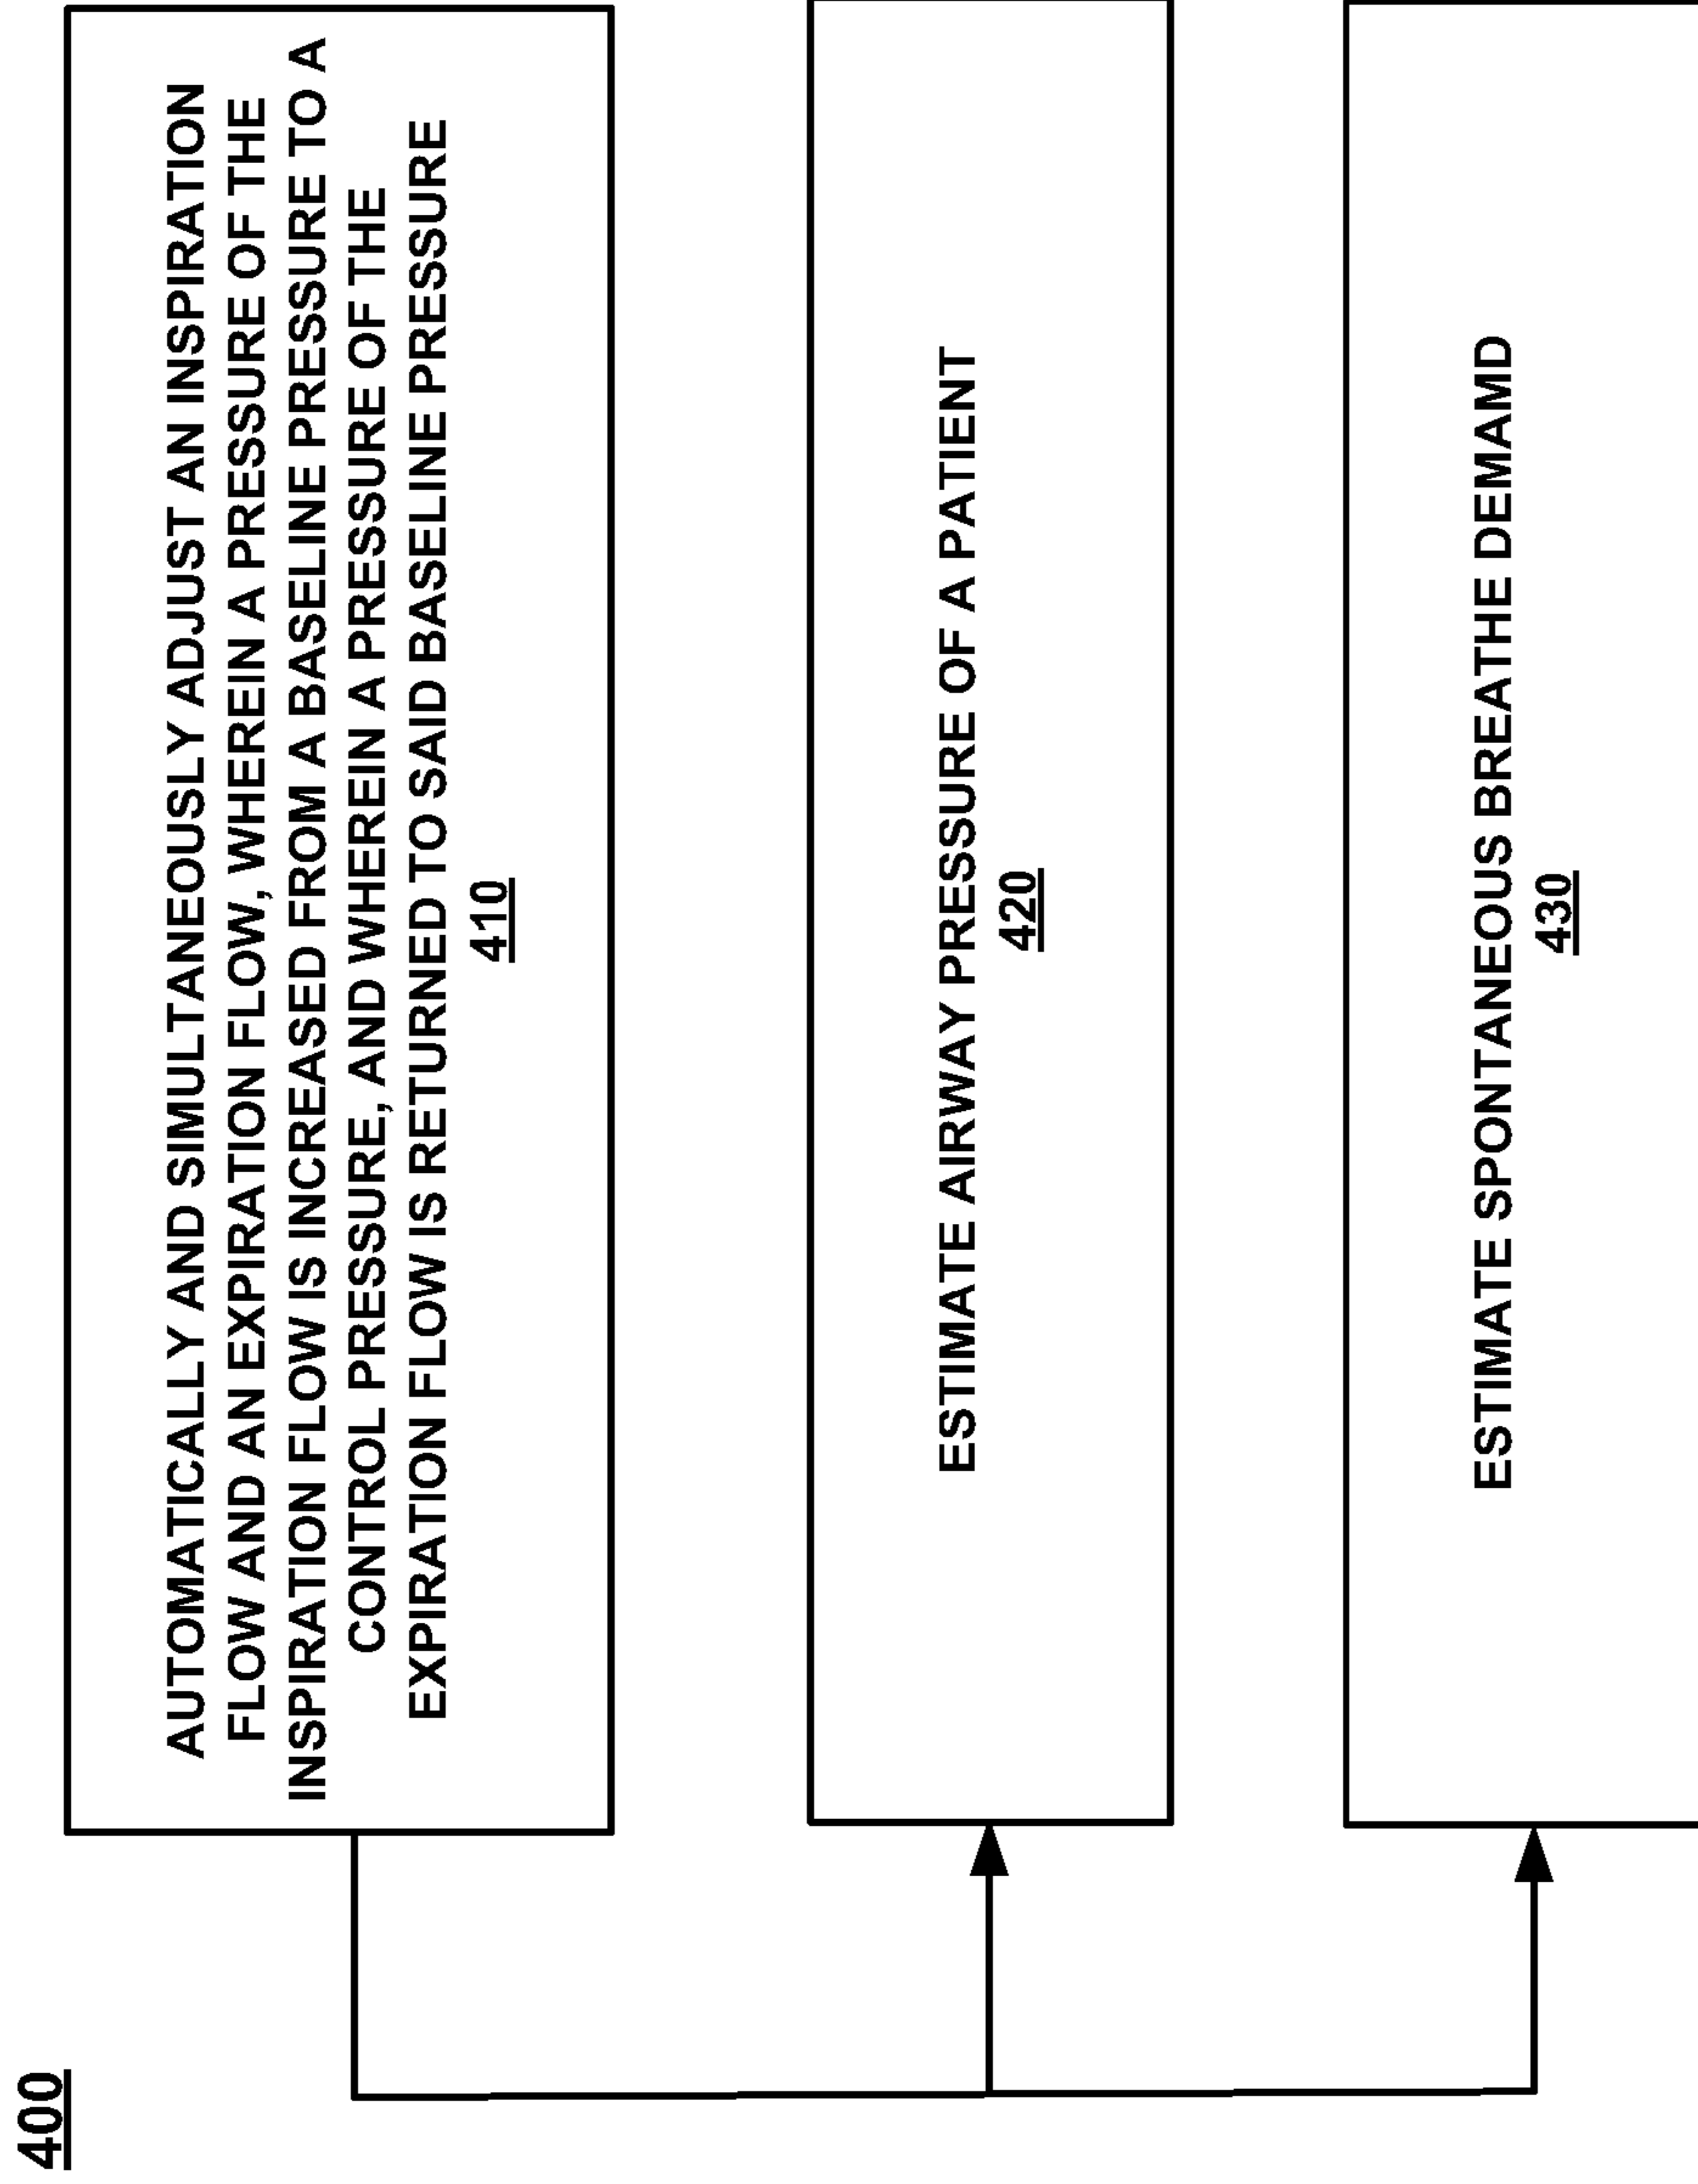 400
AUTOMATICALLY AND SIMULTANEOUSLY ADJUST AN INSPIRATION
FLOW AND AN EXPIRATION FLOW, WHEREIN A PRESSURE OF THE
INSPIRATION FLOW IS INCREASED FROM A BASELINE PRESSURE TO A
CONTROL PRESSURE, AND WHEREIN A PRESSURE OF THE
EXPIRATION FLOW IS RETURNED TO SAID BASELINE PRESSURE
410
ESTIMATE AIRWAY PRESSURE OF A PATIENT
420
ESTIMATE SPONTANEOUS BREATHE DEMAMD
430